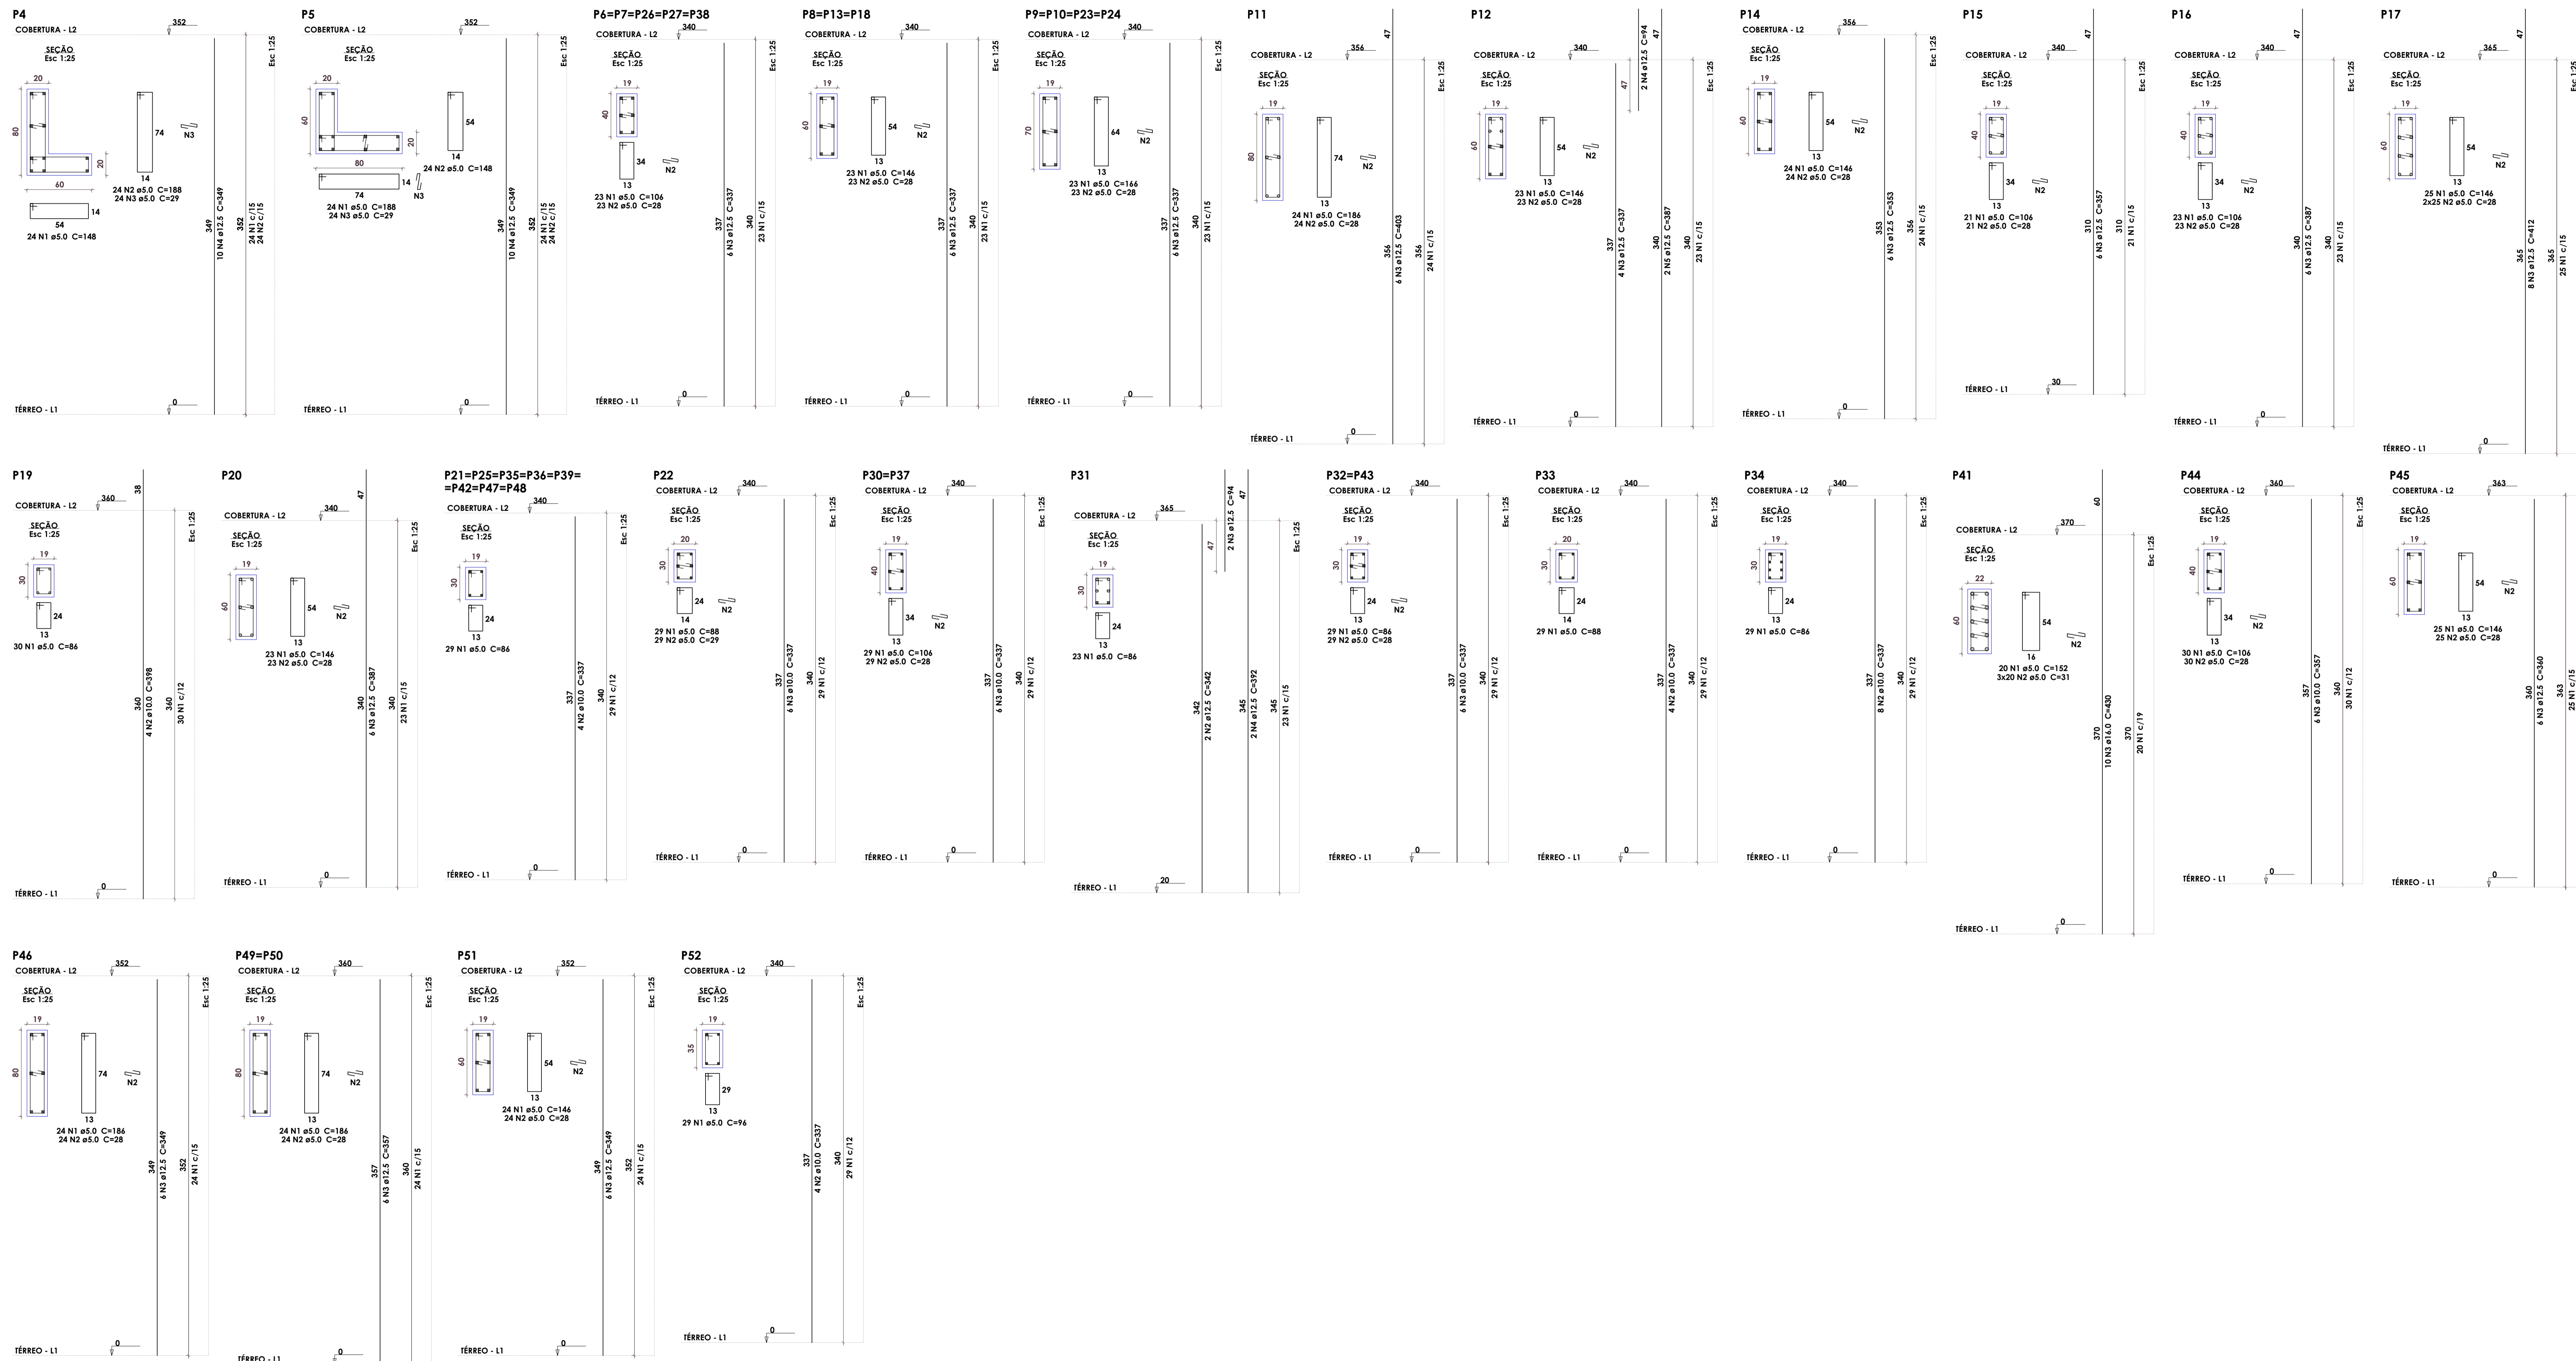 P4
COBERTURA - L2
352
SEÇÃO
Esc 1:25
20
80
20
60
74
14
N3
24 N2 ø5.0 C=188
24 N3 ø5.0 C=29
14
54
24 N1 ø5.0 C=148
349
10 N4 ø12.5 C=349
352
24 N1 c/15
24 N2 c/15
Esc 1:25
TÉRREO - L1
0
P5
COBERTURA - L2
352
SEÇÃO
Esc 1:25
20
60
20
80
54
14
24 N2 ø5.0 C=148
14
74
N3
24 N1 ø5.0 C=188
24 N3 ø5.0 C=29
349
10 N4 ø12.5 C=349
352
24 N1 c/15
24 N2 c/15
Esc 1:25
TÉRREO - L1
0
P6=P7=P26=P27=P38
COBERTURA - L2
340
SEÇÃO
Esc 1:25
19
40
34
13
N2
23 N1 ø5.0 C=106
23 N2 ø5.0 C=28
337
6 N3 ø12.5 C=337
340
23 N1 c/15
Esc 1:25
TÉRREO - L1
0
P8=P13=P18
COBERTURA - L2
340
SEÇÃO
Esc 1:25
19
60
54
13
N2
23 N1 ø5.0 C=146
23 N2 ø5.0 C=28
337
6 N3 ø12.5 C=337
340
23 N1 c/15
Esc 1:25
TÉRREO - L1
0
P9=P10=P23=P24
COBERTURA - L2
340
SEÇÃO
Esc 1:25
19
70
64
13
N2
23 N1 ø5.0 C=166
23 N2 ø5.0 C=28
337
6 N3 ø12.5 C=337
340
23 N1 c/15
Esc 1:25
TÉRREO - L1
0
P11
47
COBERTURA - L2
356
SEÇÃO
Esc 1:25
19
80
74
13
N2
24 N1 ø5.0 C=186
24 N2 ø5.0 C=28
356
6 N3 ø12.5 C=403
356
24 N1 c/15
Esc 1:25
TÉRREO - L1
0
P12
2 N4 ø12.5 C=94
47
47
COBERTURA - L2
340
SEÇÃO
Esc 1:25
19
60
54
13
N2
23 N1 ø5.0 C=146
23 N2 ø5.0 C=28
337
4 N3 ø12.5 C=337
340
2 N5 ø12.5 C=387
340
23 N1 c/15
Esc 1:25
TÉRREO - L1
0
P14
COBERTURA - L2
356
SEÇÃO
Esc 1:25
19
60
54
13
N2
24 N1 ø5.0 C=146
24 N2 ø5.0 C=28
353
6 N3 ø12.5 C=353
356
24 N1 c/15
Esc 1:25
TÉRREO - L1
0
P15
47
COBERTURA - L2
340
SEÇÃO
Esc 1:25
19
40
34
13
N2
21 N1 ø5.0 C=106
21 N2 ø5.0 C=28
310
6 N3 ø12.5 C=357
310
21 N1 c/15
Esc 1:25
TÉRREO - L1
30
P16
47
COBERTURA - L2
340
SEÇÃO
Esc 1:25
19
40
34
13
N2
23 N1 ø5.0 C=106
23 N2 ø5.0 C=28
340
6 N3 ø12.5 C=387
340
23 N1 c/15
Esc 1:25
TÉRREO - L1
0
P17
47
COBERTURA - L2
365
SEÇÃO
Esc 1:25
19
60
54
13
N2
25 N1 ø5.0 C=146
2x25 N2 ø5.0 C=28
365
8 N3 ø12.5 C=412
365
25 N1 c/15
Esc 1:25
TÉRREO - L1
0
P19
38
COBERTURA - L2
360
SEÇÃO
Esc 1:25
19
30
24
13
30 N1 ø5.0 C=86
360
4 N2 ø10.0 C=398
360
30 N1 c/12
Esc 1:25
TÉRREO - L1
0
P20
47
COBERTURA - L2
340
SEÇÃO
Esc 1:25
19
60
54
13
N2
23 N1 ø5.0 C=146
23 N2 ø5.0 C=28
340
6 N3 ø12.5 C=387
340
23 N1 c/15
Esc 1:25
TÉRREO - L1
0
P21=P25=P35=P36=P39=
=P42=P47=P48
COBERTURA - L2
340
SEÇÃO
Esc 1:25
19
30
24
13
29 N1 ø5.0 C=86
337
4 N2 ø10.0 C=337
340
29 N1 c/12
Esc 1:25
TÉRREO - L1
0
P22
COBERTURA - L2
340
SEÇÃO
Esc 1:25
20
30
24
14
N2
29 N1 ø5.0 C=88
29 N2 ø5.0 C=29
337
6 N3 ø10.0 C=337
340
29 N1 c/12
Esc 1:25
TÉRREO - L1
0
P30=P37
COBERTURA - L2
340
SEÇÃO
Esc 1:25
19
40
34
13
N2
29 N1 ø5.0 C=106
29 N2 ø5.0 C=28
337
6 N3 ø10.0 C=337
340
29 N1 c/12
Esc 1:25
TÉRREO - L1
0
P31
2 N3 ø12.5 C=94
47
47
COBERTURA - L2
365
SEÇÃO
Esc 1:25
19
30
24
13
23 N1 ø5.0 C=86
342
2 N2 ø12.5 C=342
345
2 N4 ø12.5 C=392
345
23 N1 c/15
Esc 1:25
TÉRREO - L1
20
P32=P43
COBERTURA - L2
340
SEÇÃO
Esc 1:25
19
30
24
13
N2
29 N1 ø5.0 C=86
29 N2 ø5.0 C=28
337
6 N3 ø10.0 C=337
340
29 N1 c/12
Esc 1:25
TÉRREO - L1
0
P33
COBERTURA - L2
340
SEÇÃO
Esc 1:25
20
30
24
14
29 N1 ø5.0 C=88
337
4 N2 ø10.0 C=337
340
29 N1 c/12
Esc 1:25
TÉRREO - L1
0
P34
COBERTURA - L2
340
SEÇÃO
Esc 1:25
19
30
24
13
29 N1 ø5.0 C=86
337
8 N2 ø10.0 C=337
340
29 N1 c/12
Esc 1:25
TÉRREO - L1
0
P41
60
COBERTURA - L2
370
SEÇÃO
Esc 1:25
22
60
54
16
N2
20 N1 ø5.0 C=152
3x20 N2 ø5.0 C=31
370
10 N3 ø16.0 C=430
370
20 N1 c/19
Esc 1:25
TÉRREO - L1
0
P44
COBERTURA - L2
360
SEÇÃO
Esc 1:25
19
40
34
13
N2
30 N1 ø5.0 C=106
30 N2 ø5.0 C=28
357
6 N3 ø10.0 C=357
360
30 N1 c/12
Esc 1:25
TÉRREO - L1
0
P45
COBERTURA - L2
363
SEÇÃO
Esc 1:25
19
60
54
13
N2
25 N1 ø5.0 C=146
25 N2 ø5.0 C=28
360
6 N3 ø12.5 C=360
363
25 N1 c/15
TÉRREO - L1
0
P46
COBERTURA - L2
352
SEÇÃO
Esc 1:25
19
80
74
13
N2
24 N1 ø5.0 C=186
24 N2 ø5.0 C=28
349
6 N3 ø12.5 C=349
352
24 N1 c/15
Esc 1:25
TÉRREO - L1
0
P49=P50
COBERTURA - L2
360
SEÇÃO
Esc 1:25
19
80
74
13
N2
24 N1 ø5.0 C=186
24 N2 ø5.0 C=28
357
6 N3 ø12.5 C=357
360
24 N1 c/15
Esc 1:25
TÉRREO - L1
0
P51
COBERTURA - L2
352
SEÇÃO
Esc 1:25
19
60
54
13
N2
24 N1 ø5.0 C=146
24 N2 ø5.0 C=28
349
6 N3 ø12.5 C=349
352
24 N1 c/15
Esc 1:25
TÉRREO - L1
0
P52
COBERTURA - L2
340
SEÇÃO
Esc 1:25
19
35
29
13
29 N1 ø5.0 C=96
337
4 N2 ø10.0 C=337
340
29 N1 c/12
Esc 1:25
TÉRREO - L1
0